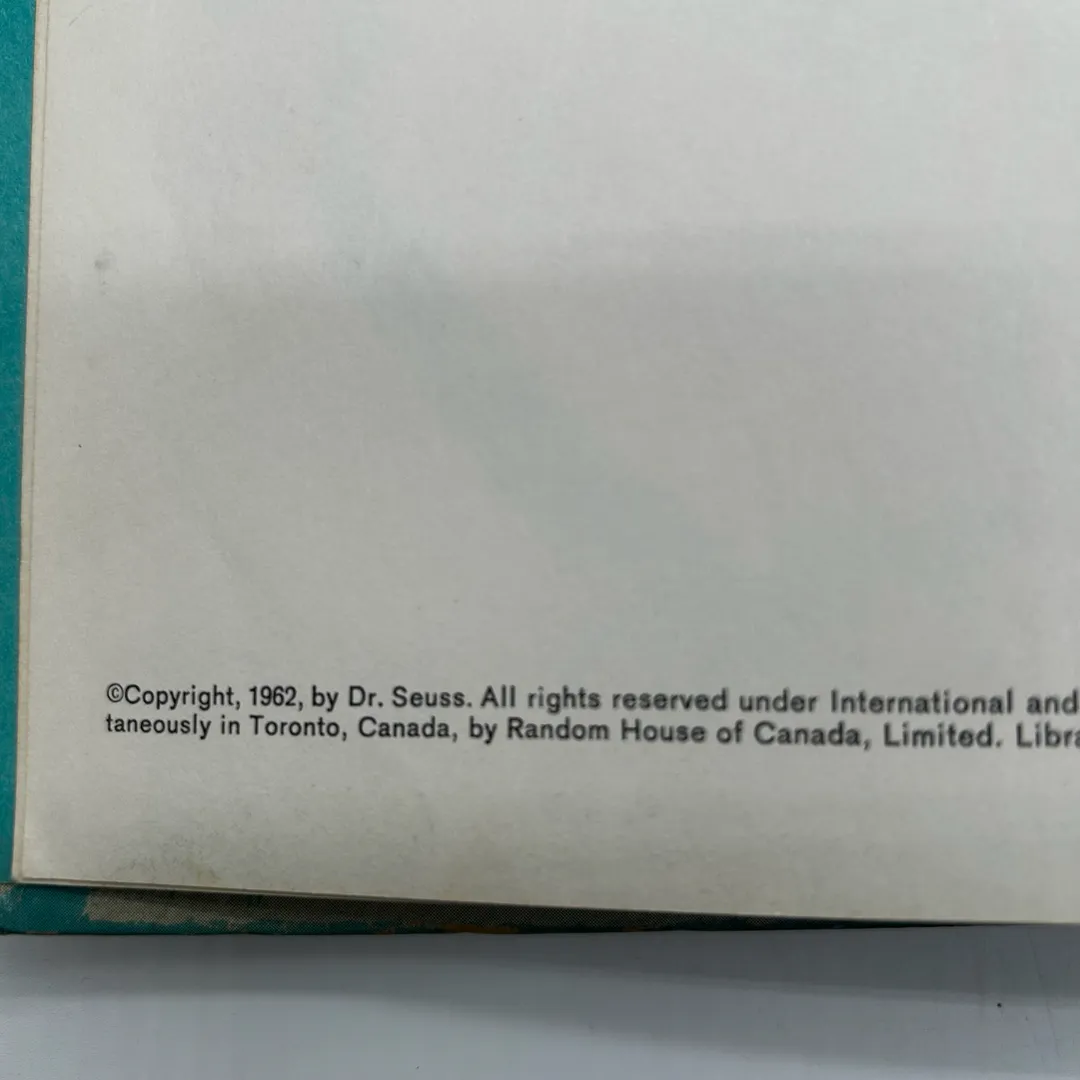 ©Copyright, 1962, by Dr. Seuss. All rights reserved under International and
taneously in Toronto, Canada, by Random House of Canada, Limited. Libra